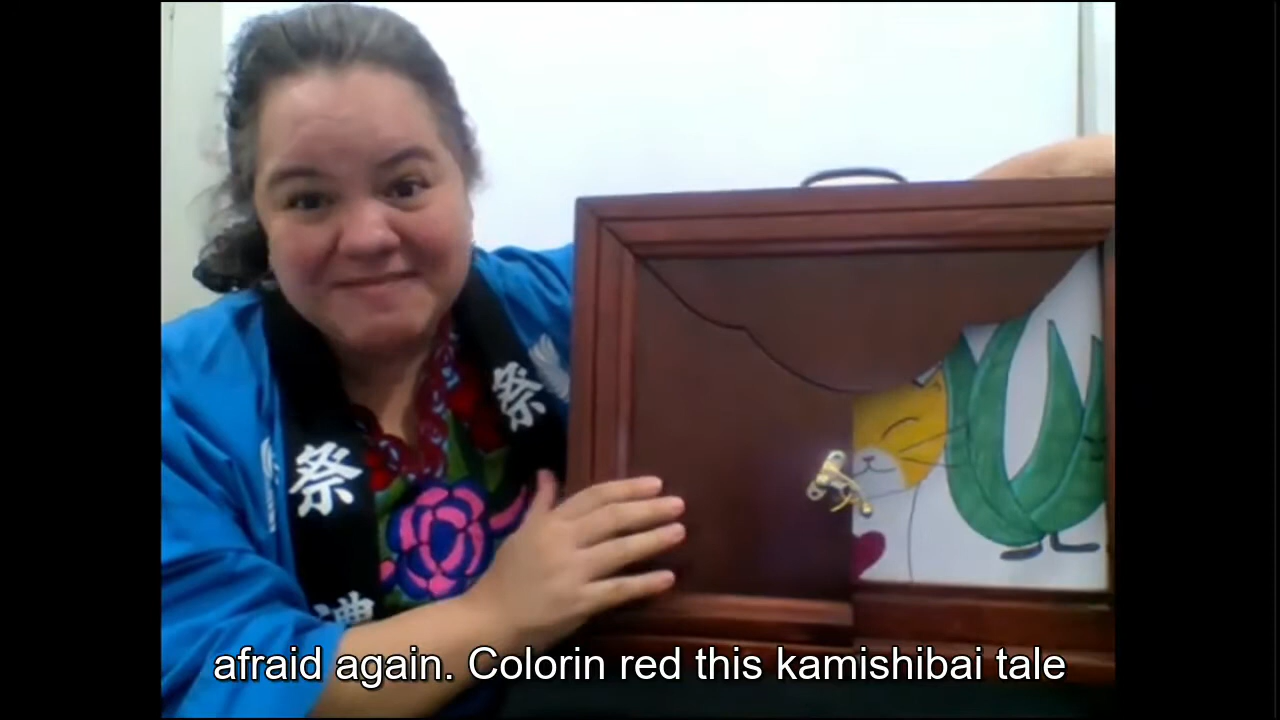 祭
祭
afraid again. Colorin red this kamishibai tale